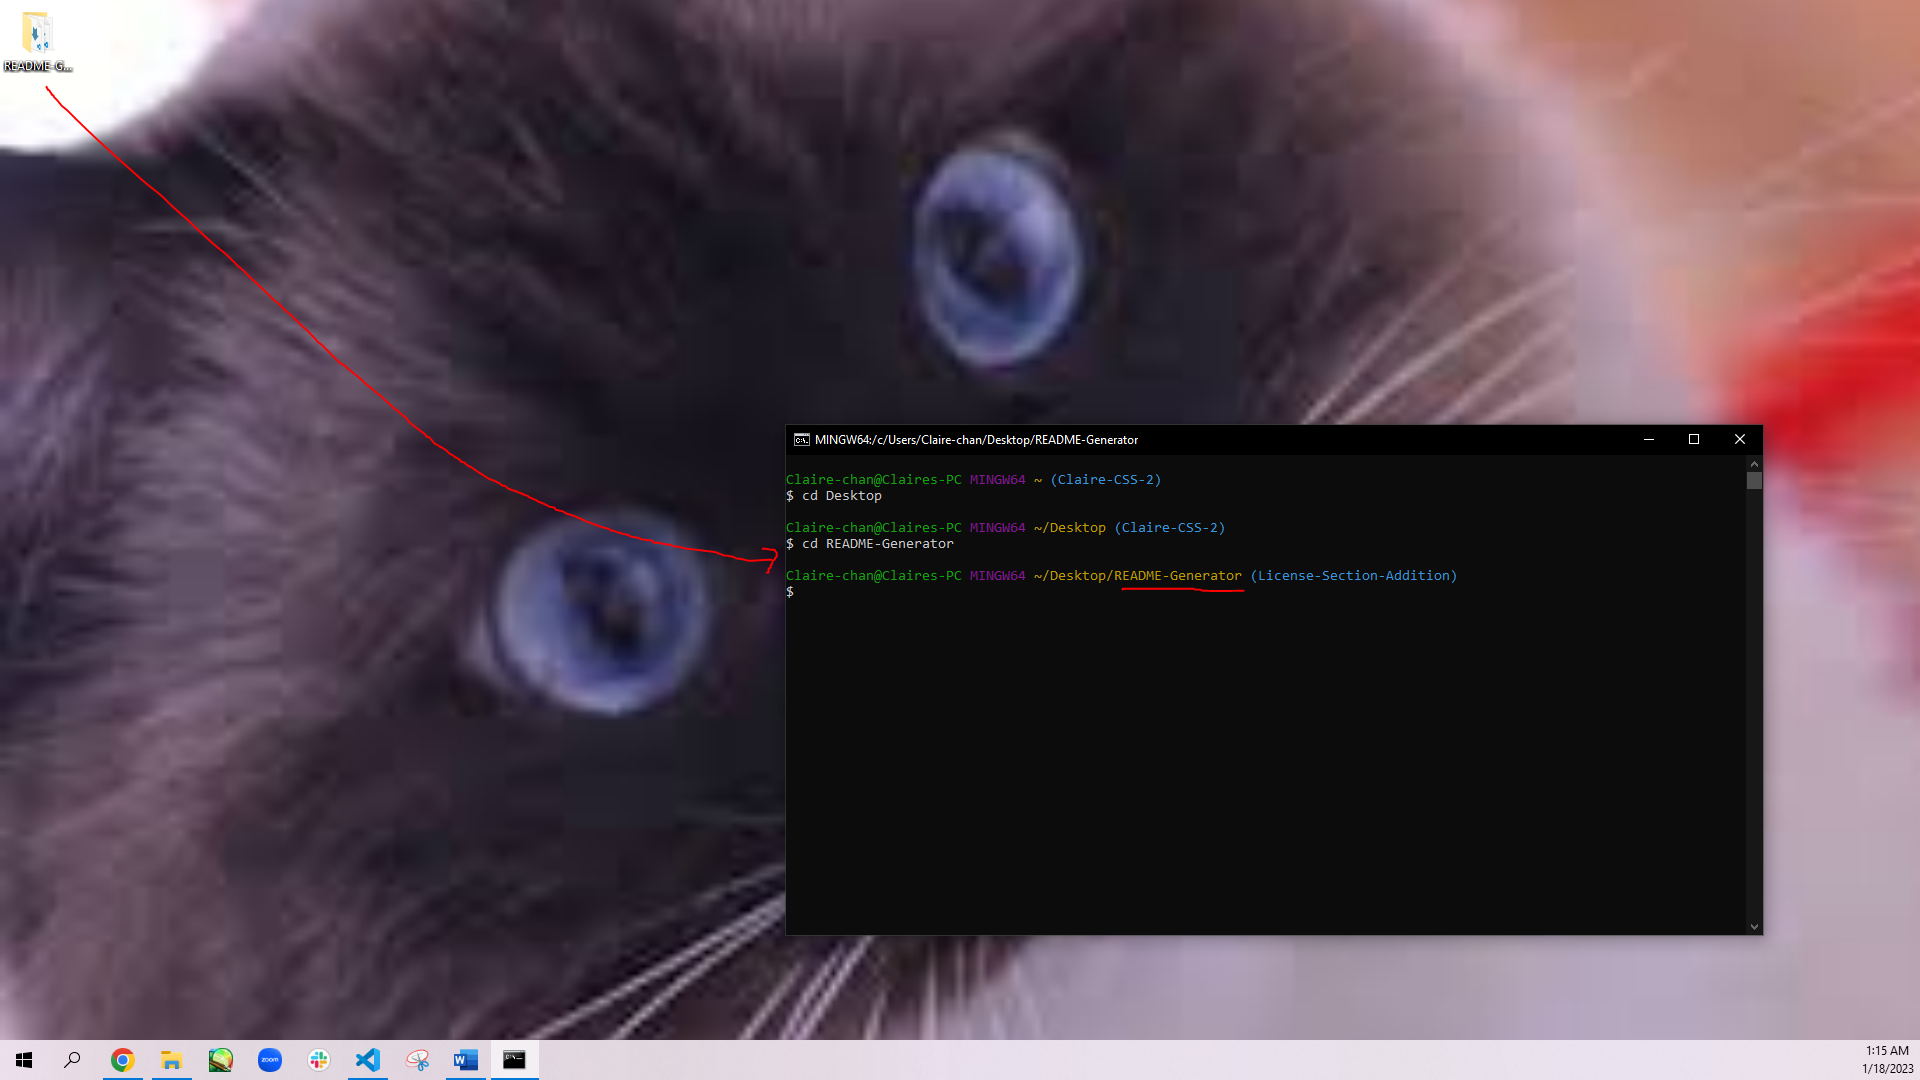 README-G...
MINGW64:/c/Users/Claire-chan/Desktop/README-Generator
Claire-chan@Claires-PC MINGW64 ~ (Claire-CSS-2)
$ cd Desktop
Claire-chan@Claires-PC MINGW64 ~/Desktop (Claire-CSS-2)
$ cd README-Generator
Claire-chan@Claires-PC MINGW64 ~/Desktop/README-Generator (License-Section-Addition)
$
zoom
W
1:15 AM
1/18/2023